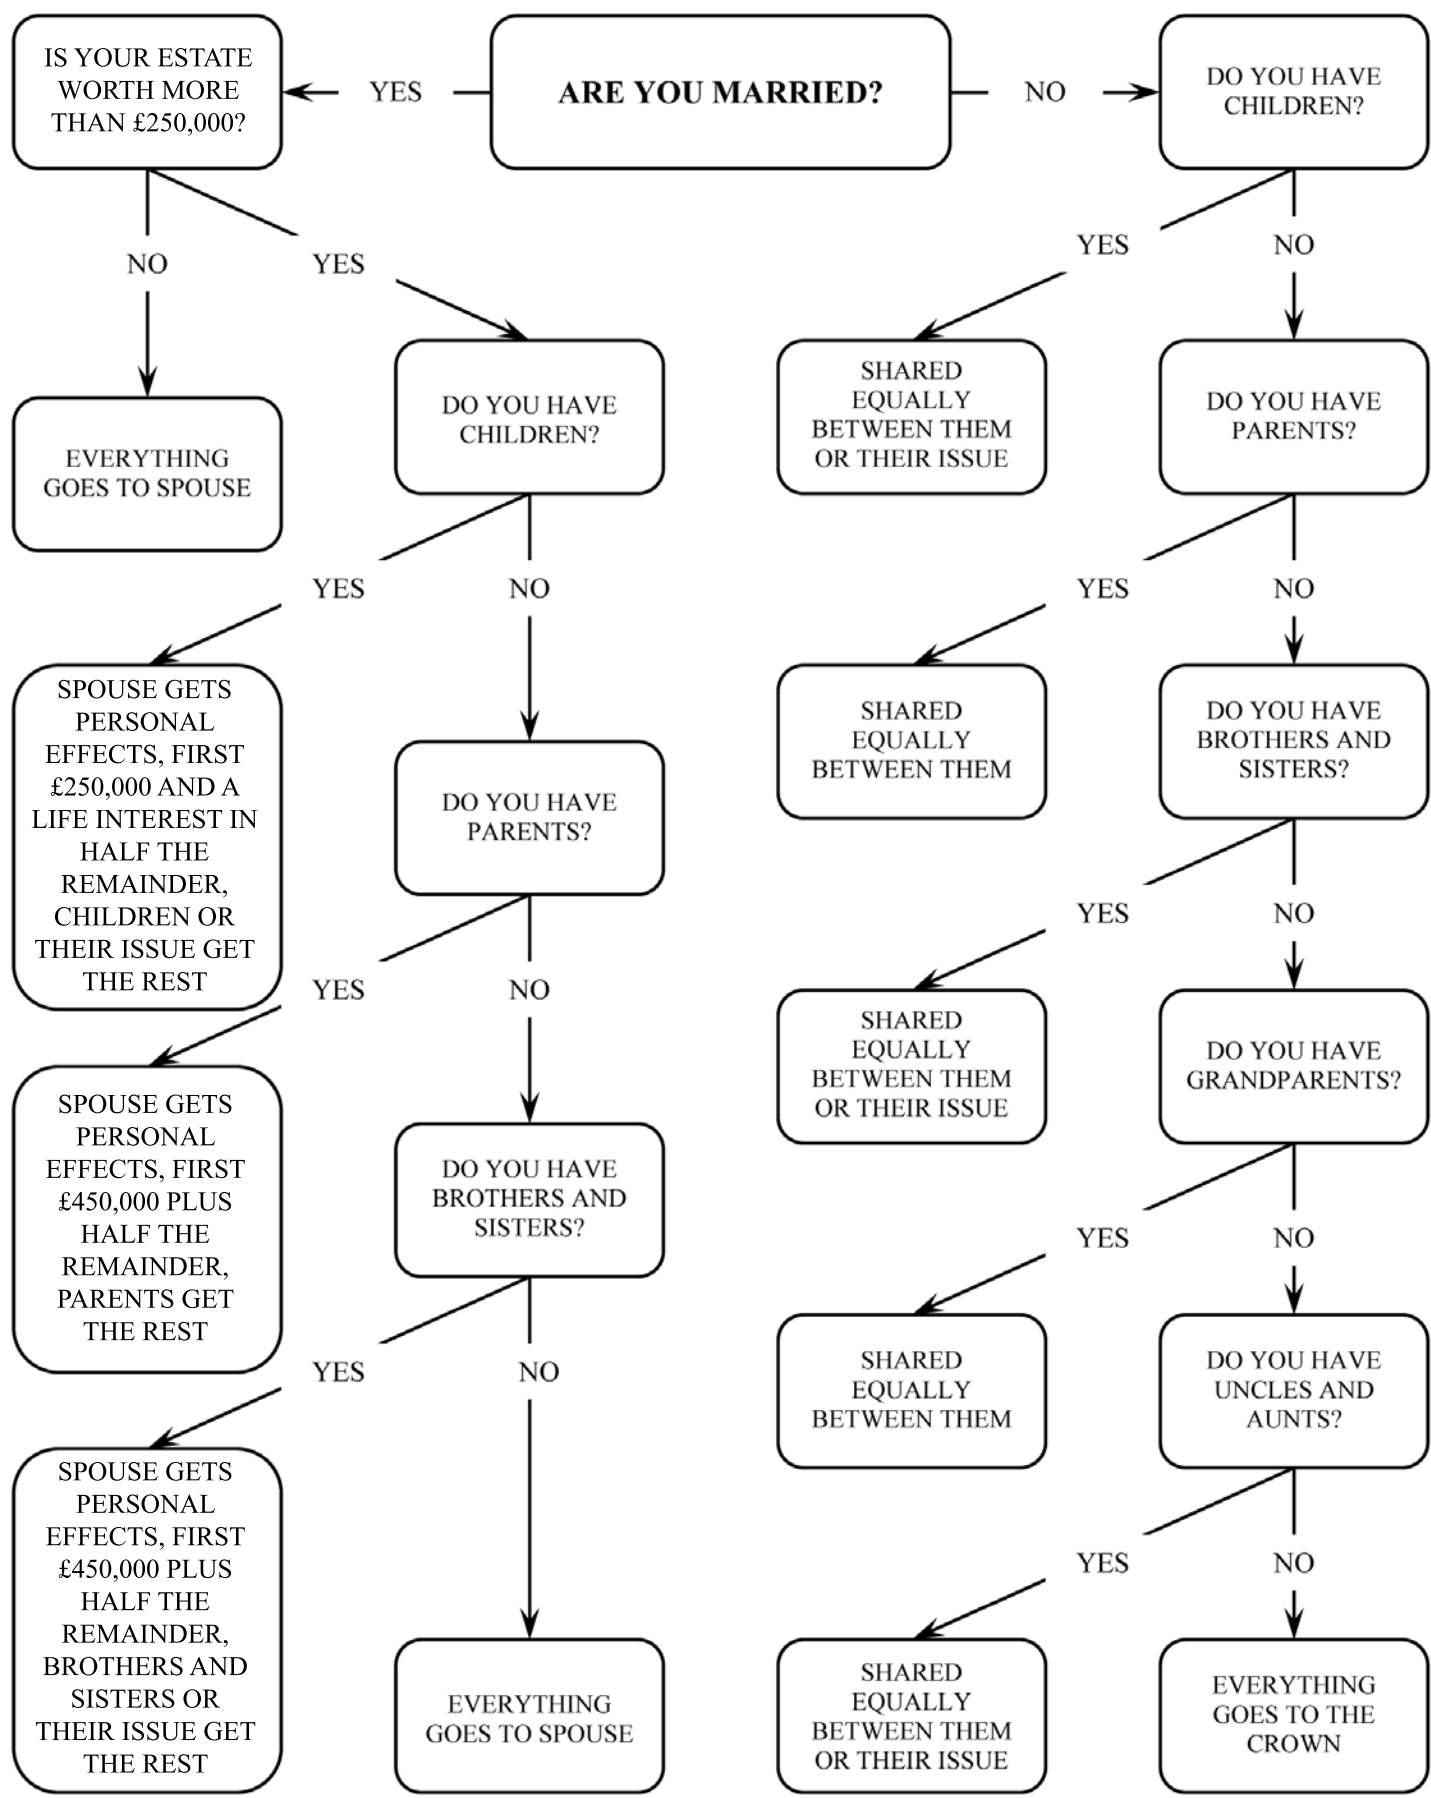 IS YOUR ESTATE
WORTH MORE
THAN £250,000?
YES
ARE YOU MARRIED?
NO
DO YOU HAVE
CHILDREN?
NO
YES
YES
NO
EVERYTHING
GOES TO SPOUSE
DO YOU HAVE
CHILDREN?
SHARED
EQUALLY
BETWEEN THEM
OR THEIR ISSUE
DO YOU HAVE
PARENTS?
YES
NO
YES
NO
SPOUSE GETS
PERSONAL
EFFECTS, FIRST
£250,000 AND A
LIFE INTEREST IN
HALF THE
REMAINDER,
CHILDREN OR
THEIR ISSUE GET
THE REST
DO YOU HAVE
PARENTS?
SHARED
EQUALLY
BETWEEN THEM
DO YOU HAVE
BROTHERS AND
SISTERS?
YES
NO
YES
NO
SPOUSE GETS
PERSONAL
EFFECTS, FIRST
£450,000 PLUS
HALF THE
REMAINDER,
PARENTS GET
THE REST
DO YOU HAVE
BROTHERS AND
SISTERS?
SHARED
EQUALLY
BETWEEN THEM
OR THEIR ISSUE
DO YOU HAVE
GRANDPARENTS?
YES
NO
YES
NO
SHARED
EQUALLY
BETWEEN THEM
DO YOU HAVE
UNCLES AND
AUNTS?
SPOUSE GETS
PERSONAL
EFFECTS, FIRST
£450,000 PLUS
HALF THE
REMAINDER,
BROTHERS AND
SISTERS OR
THEIR ISSUE GET
THE REST
EVERYTHING
GOES TO SPOUSE
YES
NO
SHARED
EQUALLY
BETWEEN THEM
OR THEIR ISSUE
EVERYTHING
GOES TO THE
CROWN